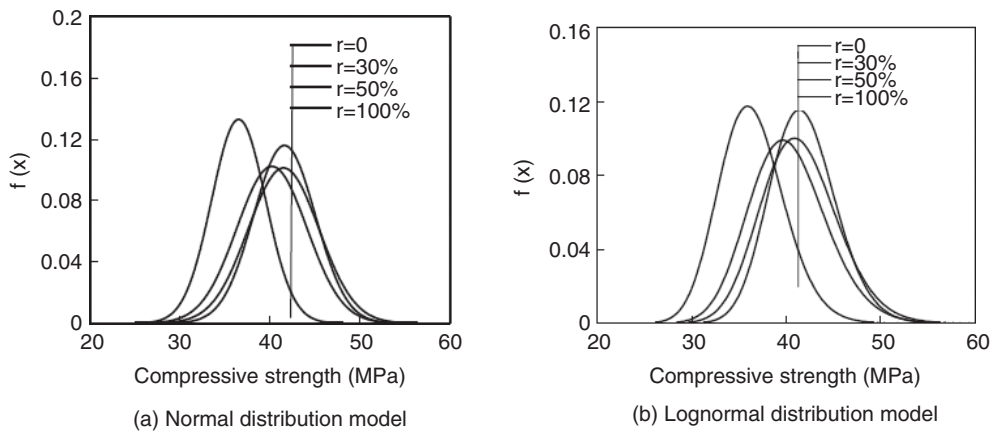 0.2
0.16
0.12
0.08
0.04
0
f (x)
r=0
r=30%
r=50%
r=100%
20
30
40
50
60
Compressive strength (MPa)
(a) Normal distribution model
0.16
0.12
0.08
0.04
0
f (x)
r=0
r=30%
r=50%
r=100%
20
30
40
50
60
Compressive strength (MPa)
(b) Lognormal distribution model